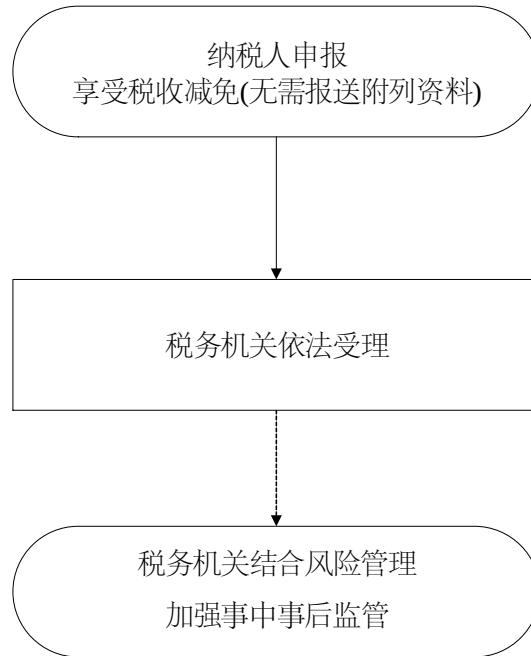 纳税人申报
享受税收减免(无需报送附列资料)
税务机关依法受理
税务机关结合风险管理
加强事中事后监管